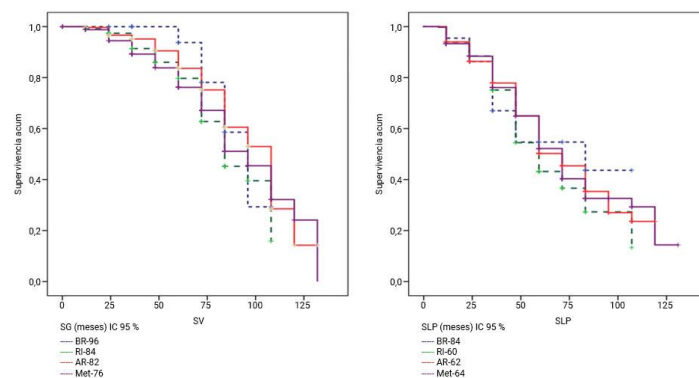 Supervivencia acum
1,0
0,8
0,6
0,4
0,2
0,0
0 25 50 75 100 125
SV
SG (meses) IC 95 %
BR-96
RI-84
AR-82
Met-76
Supervivencia acum
1,0
0,8
0,6
0,4
0,2
0,0
0 25 50 75 100 125
SLP
SLP (meses) IC 95 %
BR-84
RI-60
AR-62
Met-64